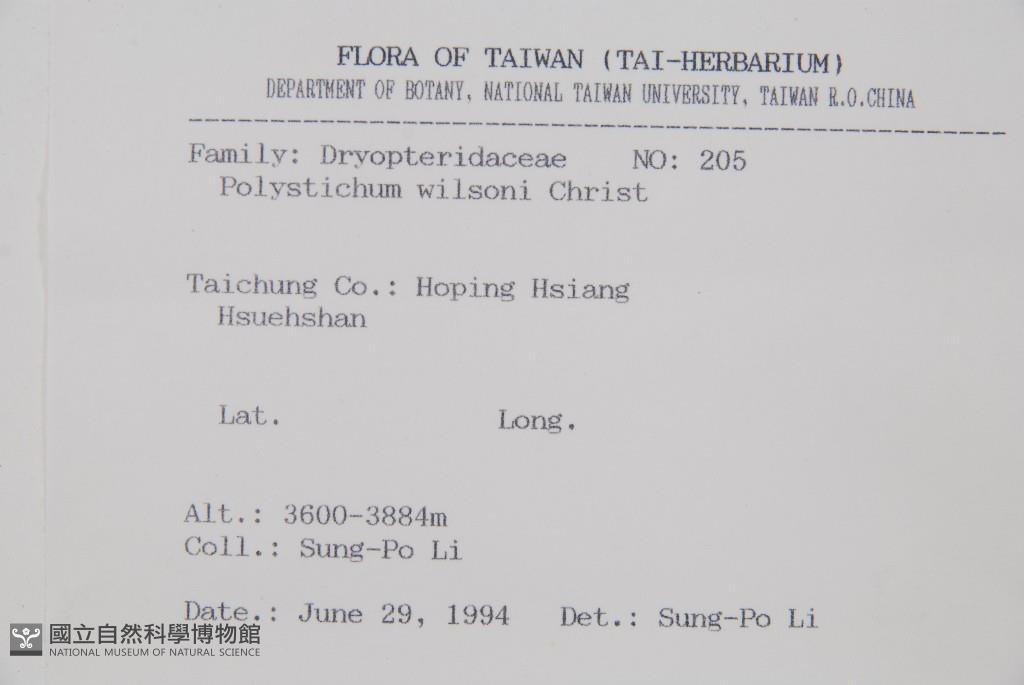 FLORA OF TAIWAN (TAI-HERBARIUM)
DEPARTMENT OF BOTANY, NATIONAL TAIWAN UNIVERSITY, TAIWAN R.O.CHINA
Family: Dryopteridaceae NO: 205
Polystichum wilsoni Christ
Taichung Co.: Hoping Hsiang
Hsuehshan
Lat. Long.
Alt.: 3600-3884m
Coll.: Sung-Po Li
Date.: June 29, 1994 Det.: Sung-Po Li
國立自然科學博物館
NATIONAL MUSEUM OF NATURAL SCIENCE